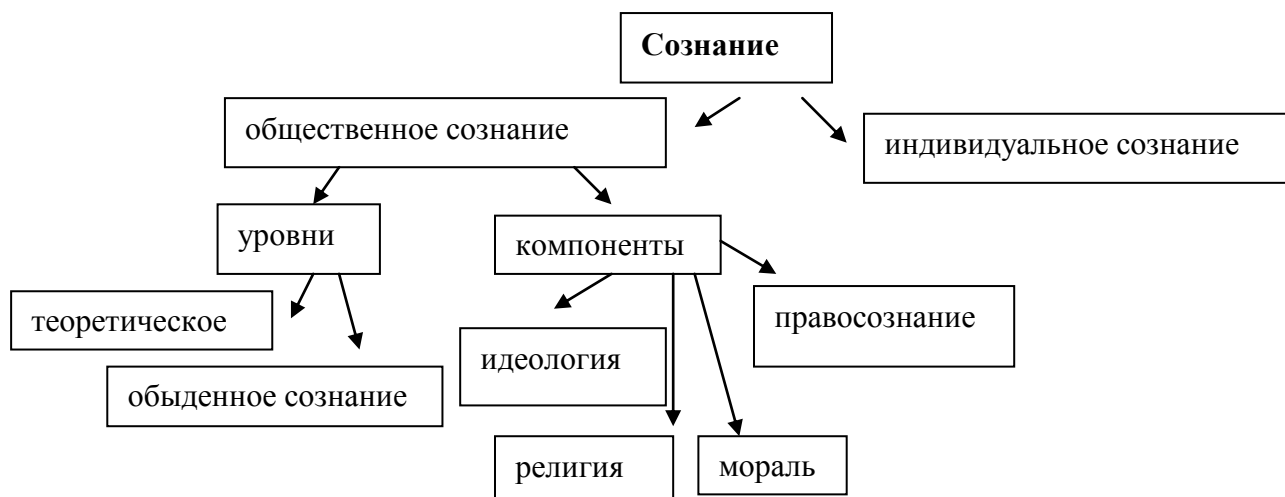 Сознание
общественное сознание
индивидуальное сознание
уровни
компоненты
теоретическое
правосознание
идеология
обыденное сознание
религия
мораль